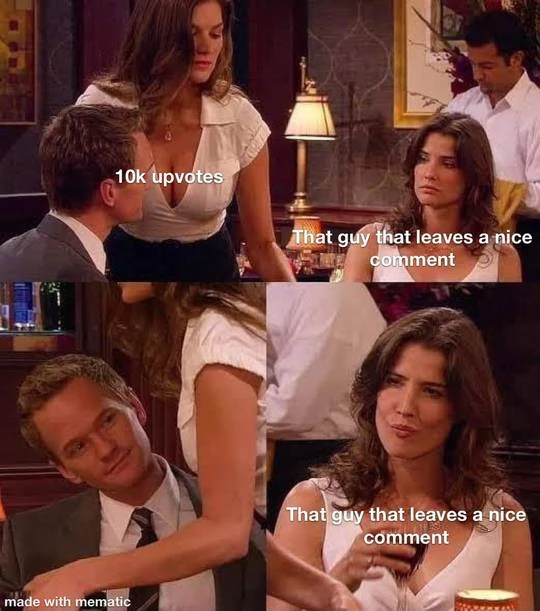 10k upvotes
That guy that leaves a nice
comment
That guy that leaves a nice
comment
made with mematic